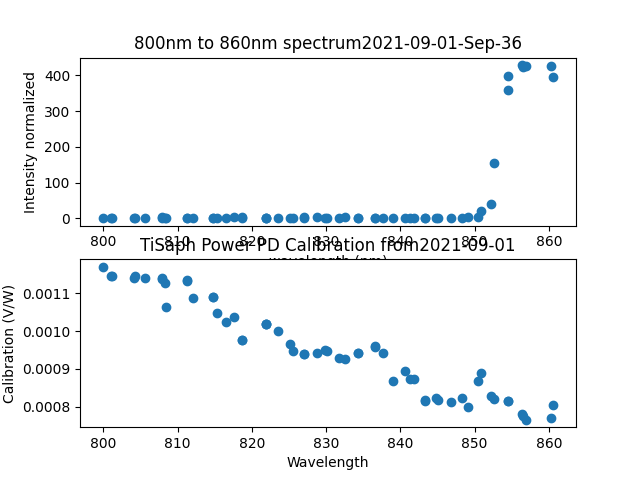 800nm to 860nm spectrum2021-09-01-Sep-36
400
300
200
100
0
Intensity normalized
800 810 820 830 840 850 860
wavelength (nm)
TiSaph Power PD Calibration from2021-09-01
0.0011
0.0010
0.0009
0.0008
Calibration (V/W)
800 810 820 830 840 850 860
Wavelength